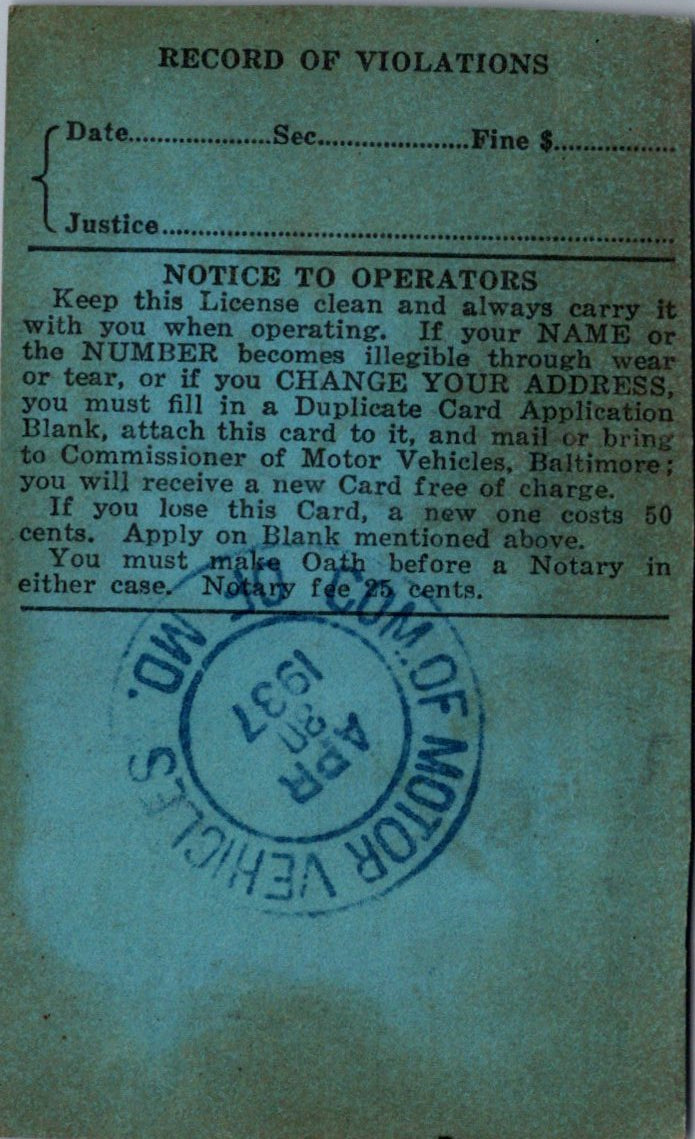 RECORD OF VIOLATIONS
Date....................Sec.....................Fine $.................
Justice........................................................................
NOTICE TO OPERATORS
Keep this License clean and always carry it
with you when operating. If your NAME or
the NUMBER becomes illegible through wear
or tear, or if you CHANGE YOUR ADDRESS,
you must fill in a Duplicate Card Application
Blank, attach this card to it, and mail or bring
to Commissioner of Motor Vehicles, Baltimore;
you will receive a new Card free of charge.
If you lose this Card, a new one costs 50
cents. Apply on Blank mentioned above.
You must make Oath before a Notary in
either case. Notary fee 25 cents.
COM. OF MOTOR VEHICLES MD.
APR
1937